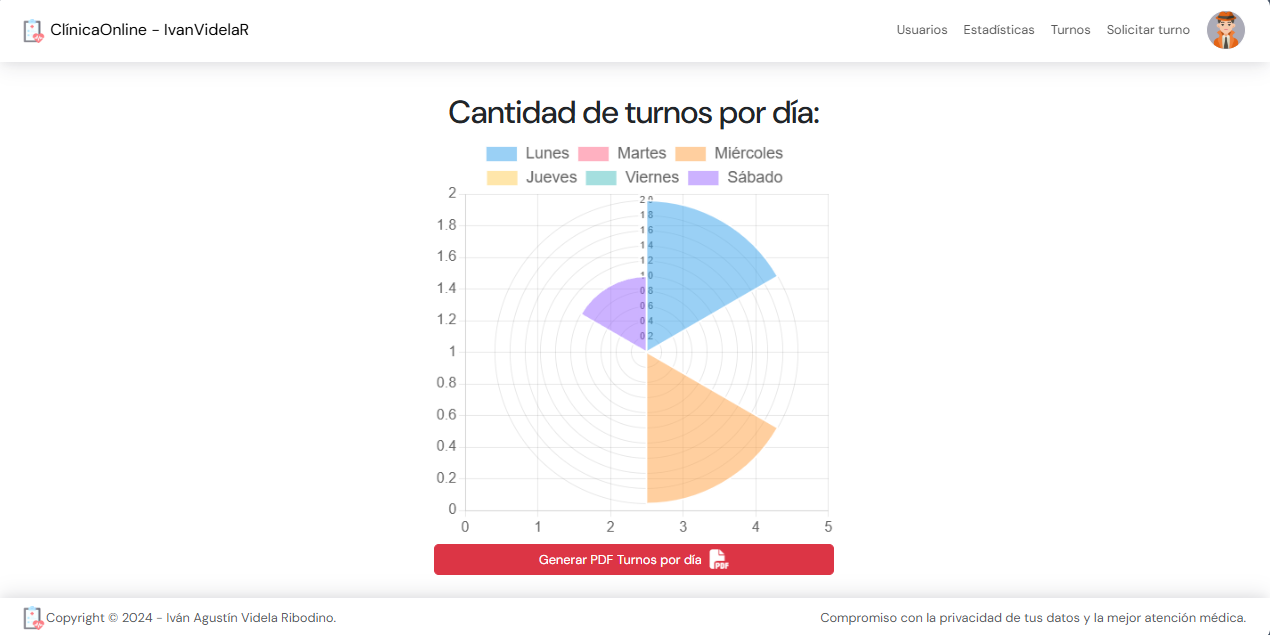 ClínicaOnline - IvanVidelaR
Usuarios Estadísticas Turnos Solicitar turno
Cantidad de turnos por día:
Lunes Martes Miércoles
Jueves Viernes Sábado
2
1.8
1.6
1.4
1.2
1
0.8
0.6
0.4
0.2
0
2.0
1.8
1.6
1.4
1.2
1.0
0.8
0.6
0.4
0.2
0 1 2 3 4 5
Generar PDF Turnos por día PDF
Copyright © 2024 - Iván Agustín Videla Ribodino.
Compromiso con la privacidad de tus datos y la mejor atención médica.